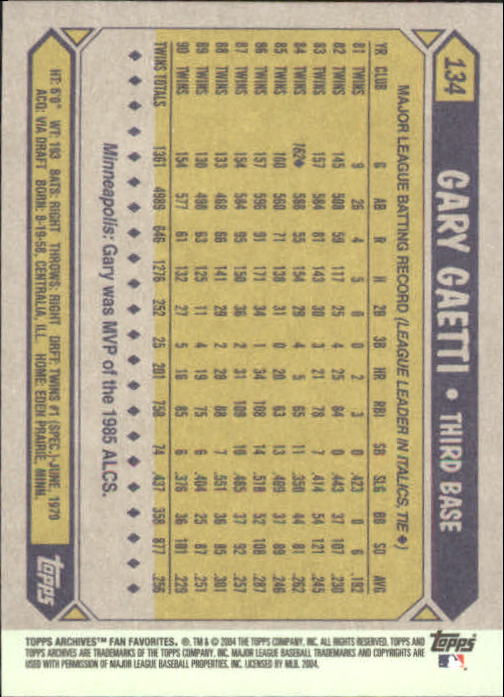 134
GARY GAETTI • THIRD BASE
MAJOR LEAGUE BATTING RECORD (LEAGUE LEADER IN ITALICS, TIE ♦)
YR CLUB G AB R H 2B 3B HR RBI SB SLG BB SO AVG
81 TWINS 9 26 4 5 0 0 2 3 0 .423 0 6 .192
82 TWINS 145 508 59 117 25 4 25 84 0 .443 37 107 .230
83 TWINS 157 584 81 143 30 3 21 78 7 .414 54 121 .245
84 TWINS 162♦ 588 55 154 29 4 5 65 11 .350 44 81 .262
85 TWINS 160 560 71 138 31 0 20 63 13 .409 37 89 .246
86 TWINS 157 596 91 171 34 1 34 108 14 .518 52 108 .287
87 TWINS 154 584 95 150 36 2 31 109 10 .485 37 92 .257
88 TWINS 133 468 66 141 29 2 28 88 7 .551 36 85 .301
89 TWINS 130 498 63 125 11 4 19 75 6 .404 25 87 .251
90 TWINS 154 577 61 132 27 5 16 85 6 .376 36 101 .229
TWINS TOTALS 1361 4989 646 1276 252 25 201 758 74 .437 358 877 .256
Minneapolis: Gary was MVP of the 1985 ALCS.
HT: 6'0" WT: 193 BATS: RIGHT THROWS: RIGHT DRFT: TWINS #1 (SPEC.)-JUNE, 1979
ACQ: VIA DRAFT BORN: 8-19-58, CENTRALIA, ILL. HOME: EDEN PRAIRIE, MINN.
Topps
TOPPS ARCHIVES™ FAN FAVORITES. ®, TM & © 2004 THE TOPPS COMPANY, INC. ALL RIGHTS RESERVED. TOPPS AND
TOPPS ARCHIVES ARE TRADEMARKS OF THE TOPPS COMPANY, INC. MAJOR LEAGUE BASEBALL TRADEMARKS AND COPYRIGHTS ARE
USED WITH PERMISSION OF MAJOR LEAGUE BASEBALL PROPERTIES, INC. LICENSED BY MLB. 2004.
Topps